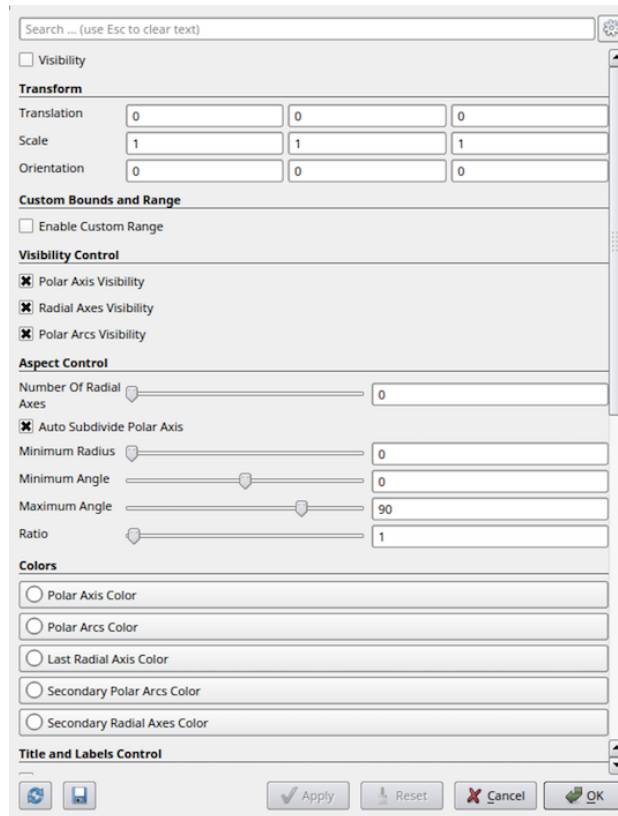 Search ... (use Esc to clear text)
Visibility
Transform
Translation 0 0 0
Scale 1 1 1
Orientation 0 0 0
Custom Bounds and Range
Enable Custom Range
Visibility Control
Polar Axis Visibility
Radial Axes Visibility
Polar Arcs Visibility
Aspect Control
Number Of Radial
Axes 0
Auto Subdivide Polar Axis
Minimum Radius 0
Minimum Angle 0
Maximum Angle 90
Ratio 1
Colors
Polar Axis Color
Polar Arcs Color
Last Radial Axis Color
Secondary Polar Arcs Color
Secondary Radial Axes Color
Title and Labels Control
Apply Reset Cancel OK